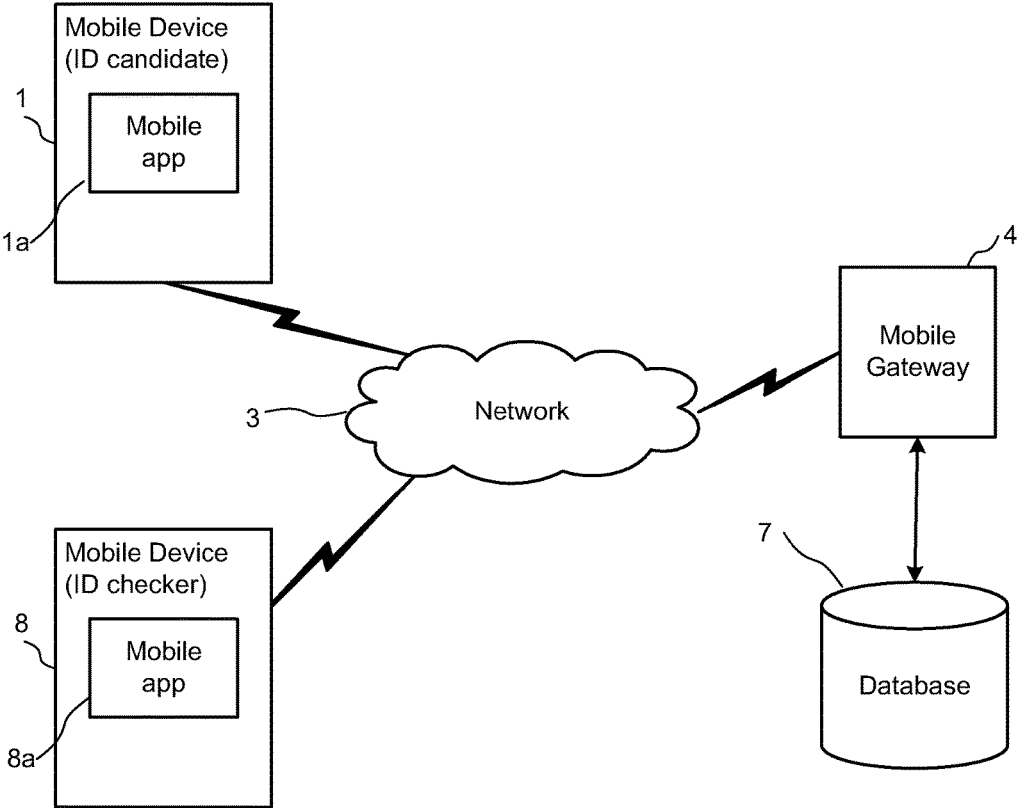 Mobile Device
(ID candidate)
1
Mobile
app
1a
4
Mobile
Gateway
Network
3
Mobile Device
(ID checker)
7
8
Mobile
app
Database
8a